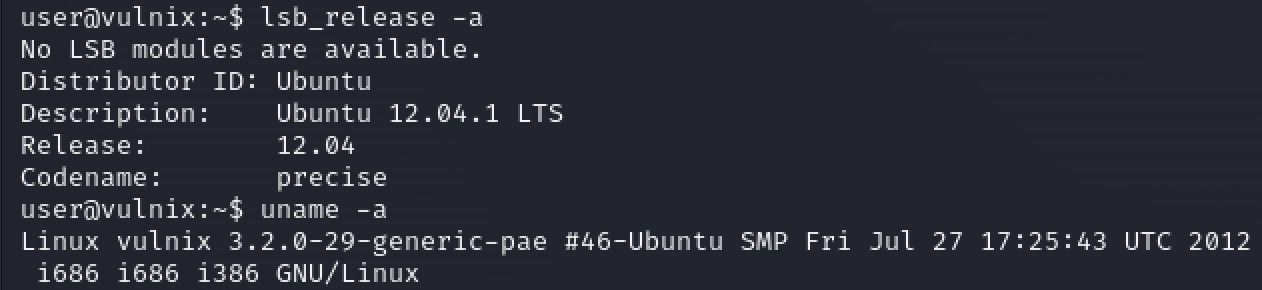 user@vulnix:~$ lsb_release -a
No LSB modules are available.
Distributor ID: Ubuntu
Description:    Ubuntu 12.04.1 LTS
Release:        12.04
Codename:       precise
user@vulnix:~$ uname -a
Linux vulnix 3.2.0-29-generic-pae #46-Ubuntu SMP Fri Jul 27 17:25:43 UTC 2012
 i686 i686 i386 GNU/Linux